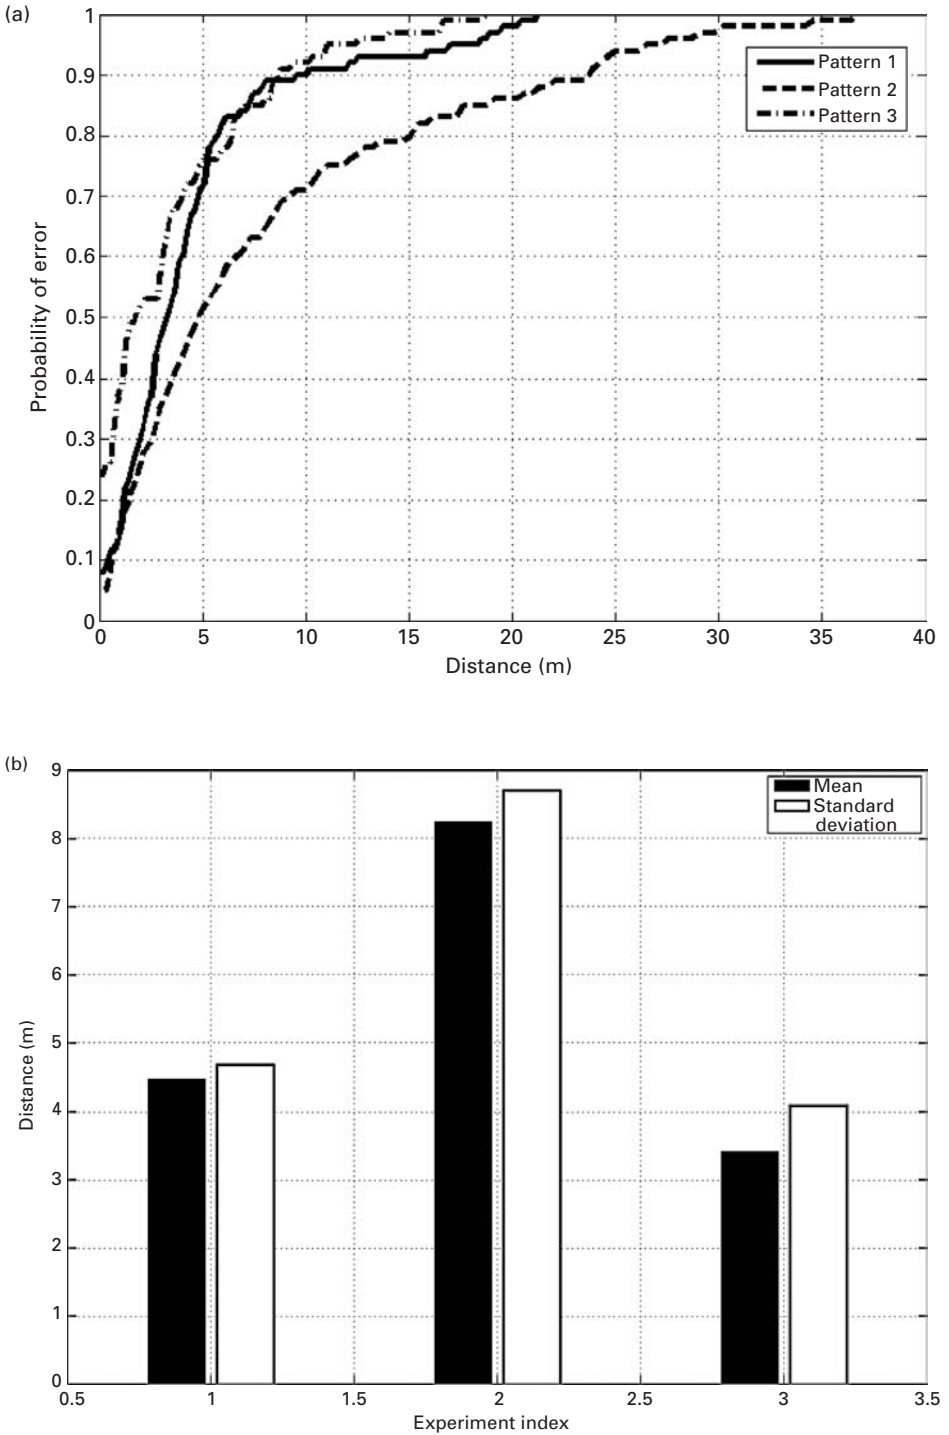 (a)
1
0.9
0.8
0.7
0.6
0.5
0.4
0.3
0.2
0.1
0
Probability of error
Pattern 1
Pattern 2
Pattern 3
0 5 10 15 20 25 30 35 40
Distance (m)
(b)
9
8
7
6
5
4
3
2
1
0
Distance (m)
Mean
Standard
deviation
0.5 1 1.5 2 2.5 3 3.5
Experiment index